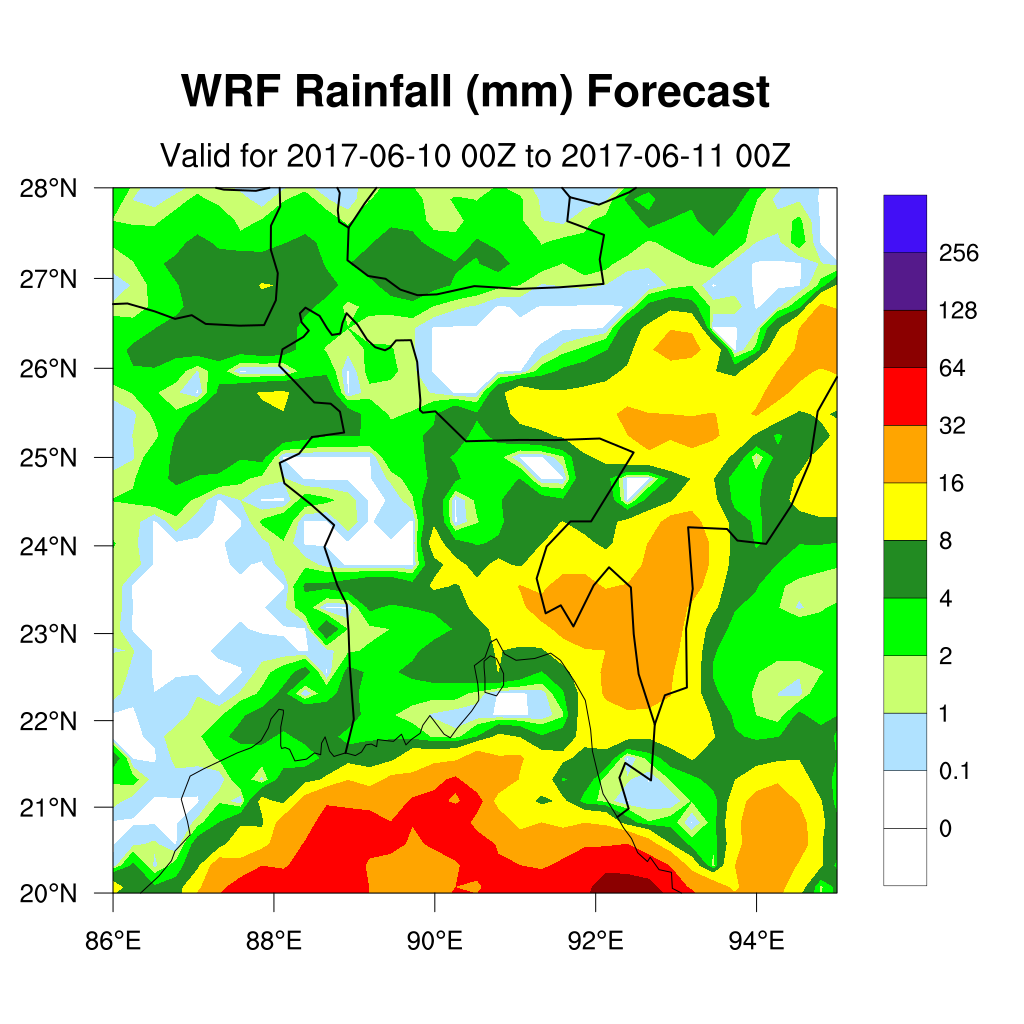 WRF Rainfall (mm) Forecast
Valid for 2017-06-10 00Z to 2017-06-11 00Z
28°N
27°N
26°N
25°N
24°N
23°N
22°N
21°N
20°N
86°E
88°E
90°E
92°E
94°E
256
128
64
32
16
8
4
2
1
0.1
0